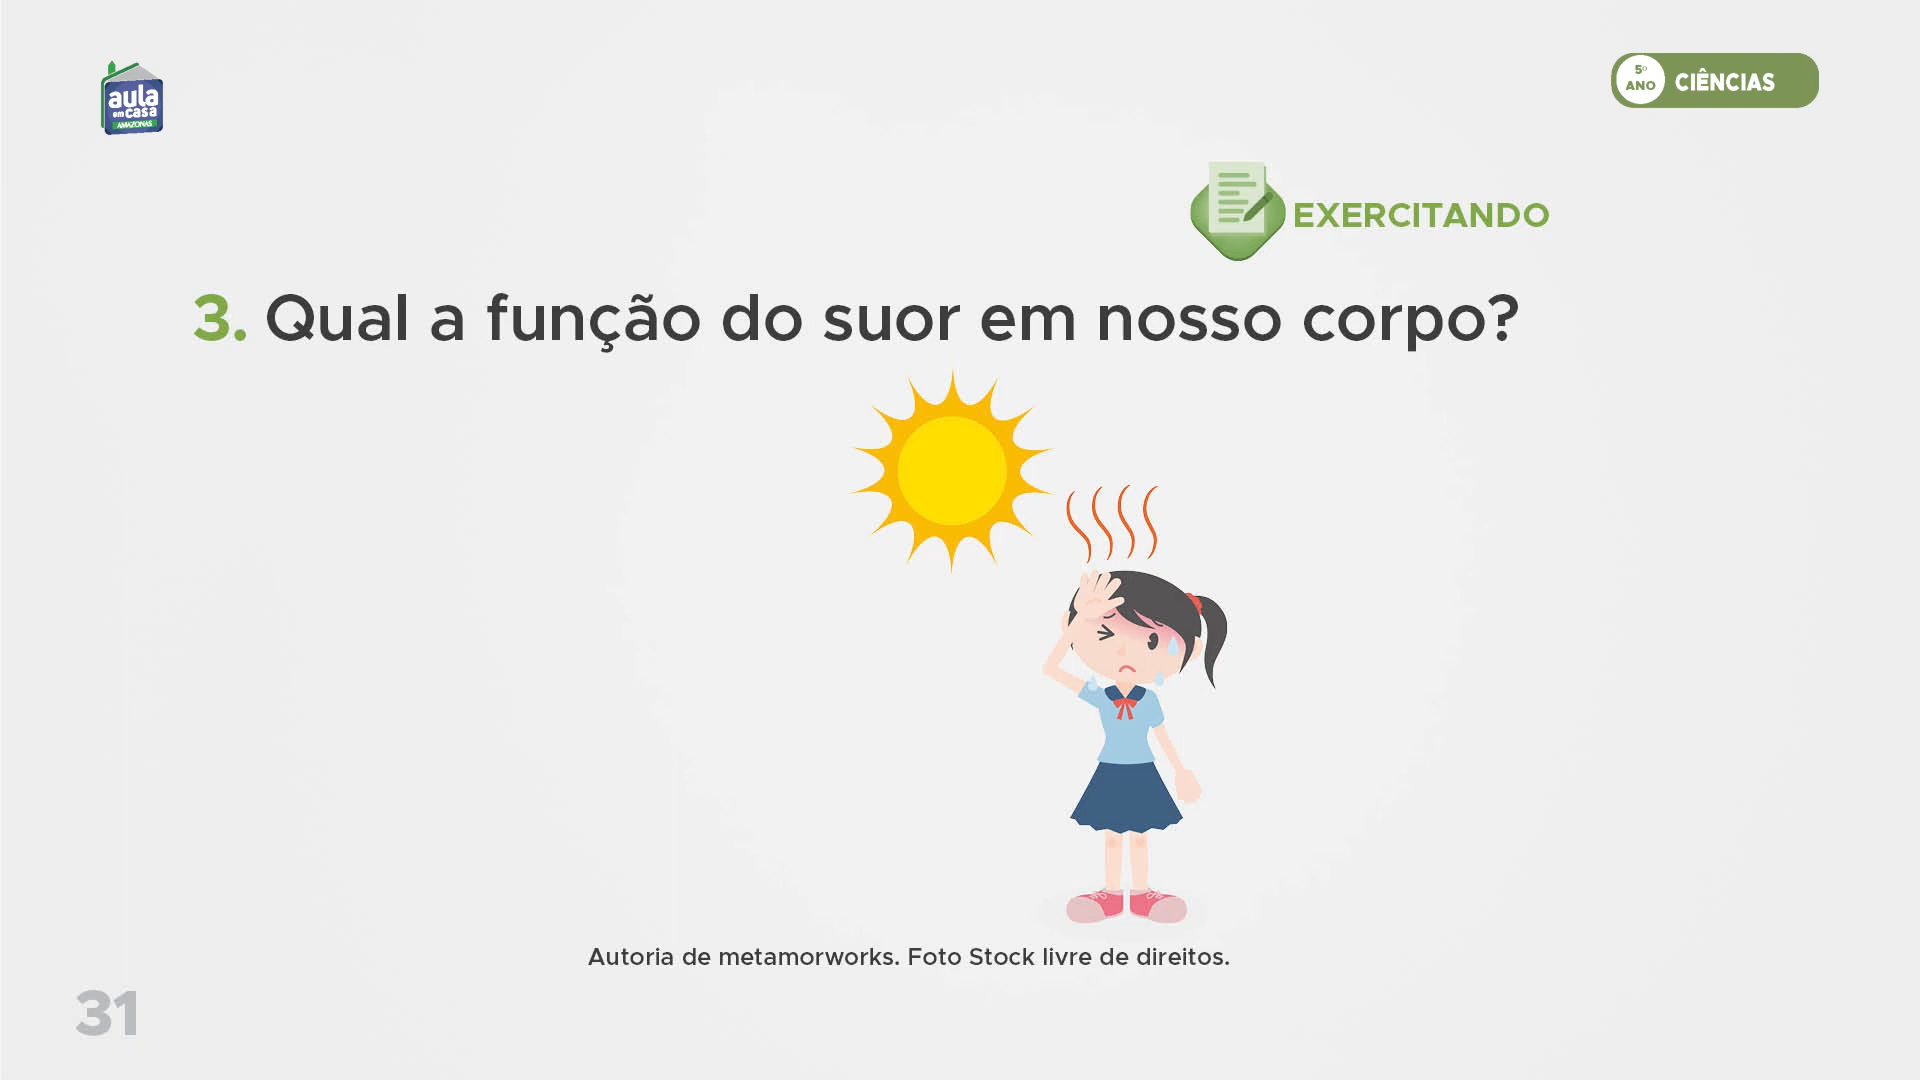 aula
em casa
AMAZONAS
5º
ANO
CIÊNCIAS
EXERCITANDO
3. Qual a função do suor em nosso corpo?
Autoria de metamorworks. Foto Stock livre de direitos.
31